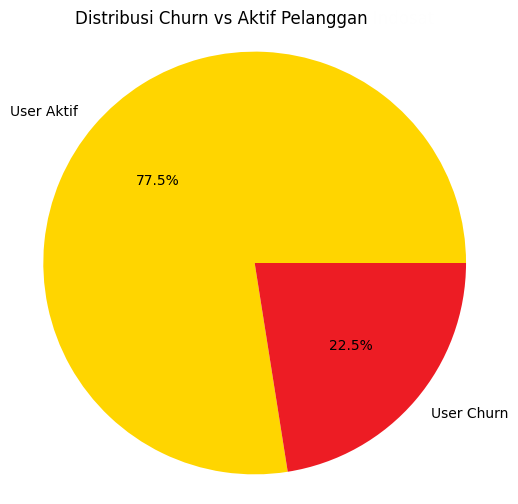 Distribusi Churn vs Aktif Pelanggan
User Aktif
77.5%
22.5%
User Churn